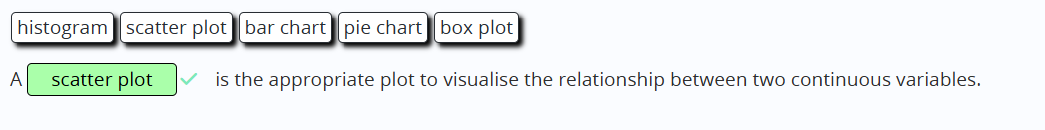 histogram scatter plot bar chart pie chart box plot
A scatter plot ✓ is the appropriate plot to visualise the relationship between two continuous variables.